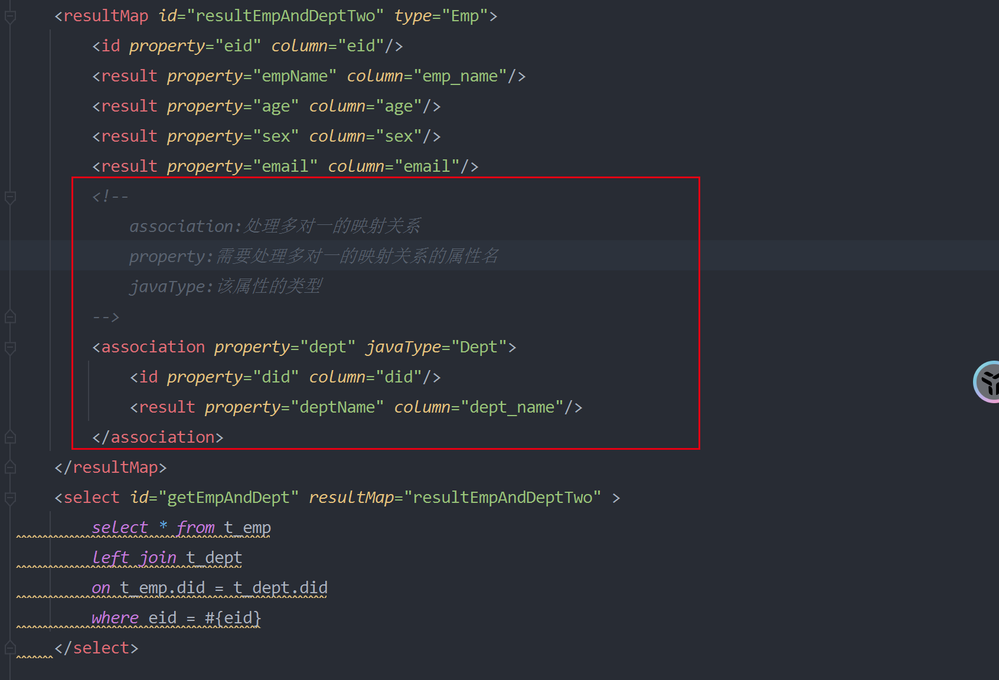 <resultMap id="resultEmpAndDeptTwo" type="Emp">
<id property="eid" column="eid"/>
<result property="empName" column="emp_name"/>
<result property="age" column="age"/>
<result property="sex" column="sex"/>
<result property="email" column="email"/>
<!--
association:处理多对一的映射关系
property:需要处理多对一的映射关系的属性名
javaType:该属性的类型
-->
<association property="dept" javaType="Dept">
<id property="did" column="did"/>
<result property="deptName" column="dept_name"/>
</association>
</resultMap>
<select id="getEmpAndDept" resultMap="resultEmpAndDeptTwo" >
select * from t_emp
left join t_dept
on t_emp.did = t_dept.did
where eid = #{eid}
</select>